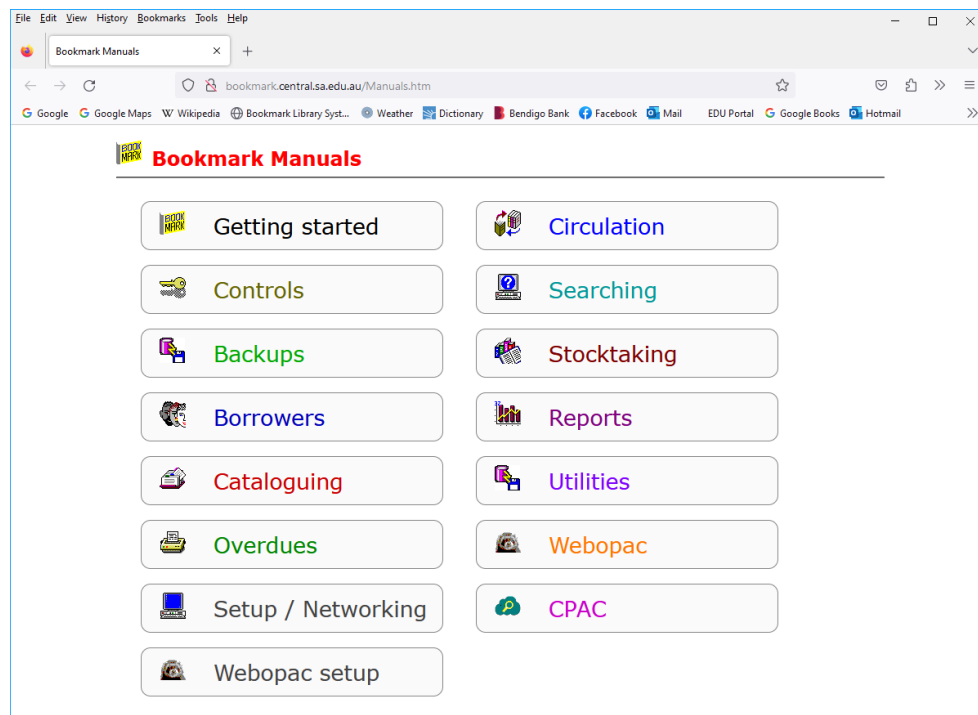 File Edit View History Bookmarks Tools Help
Bookmark Manuals
bookmark.central.sa.edu.au/Manuals.htm
Google Google Maps Wikipedia Bookmark Library Syst... Weather Dictionary Bendigo Bank Facebook Mail EDU Portal Google Books Hotmail
BOOK MARK Bookmark Manuals
BOOK MARK Getting started
Circulation
Controls
Searching
Backups
Stocktaking
Borrowers
Reports
Cataloguing
Utilities
Overdues
Webopac
Setup / Networking
CPAC
Webopac setup